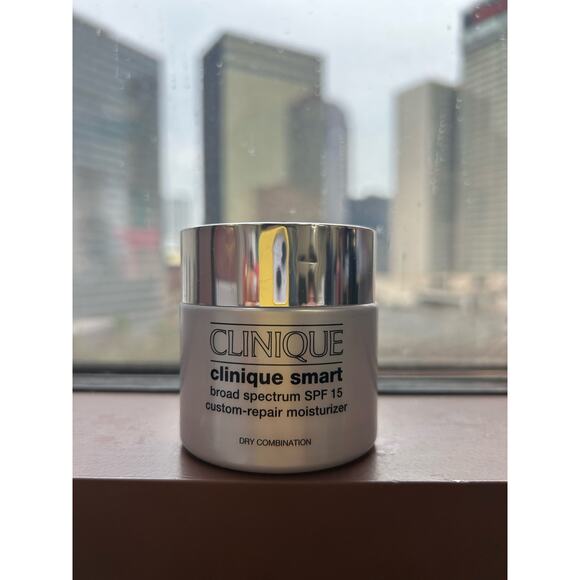 CLINIQUE
clinique smart
broad spectrum SPF 15
custom-repair moisturizer
DRY COMBINATION